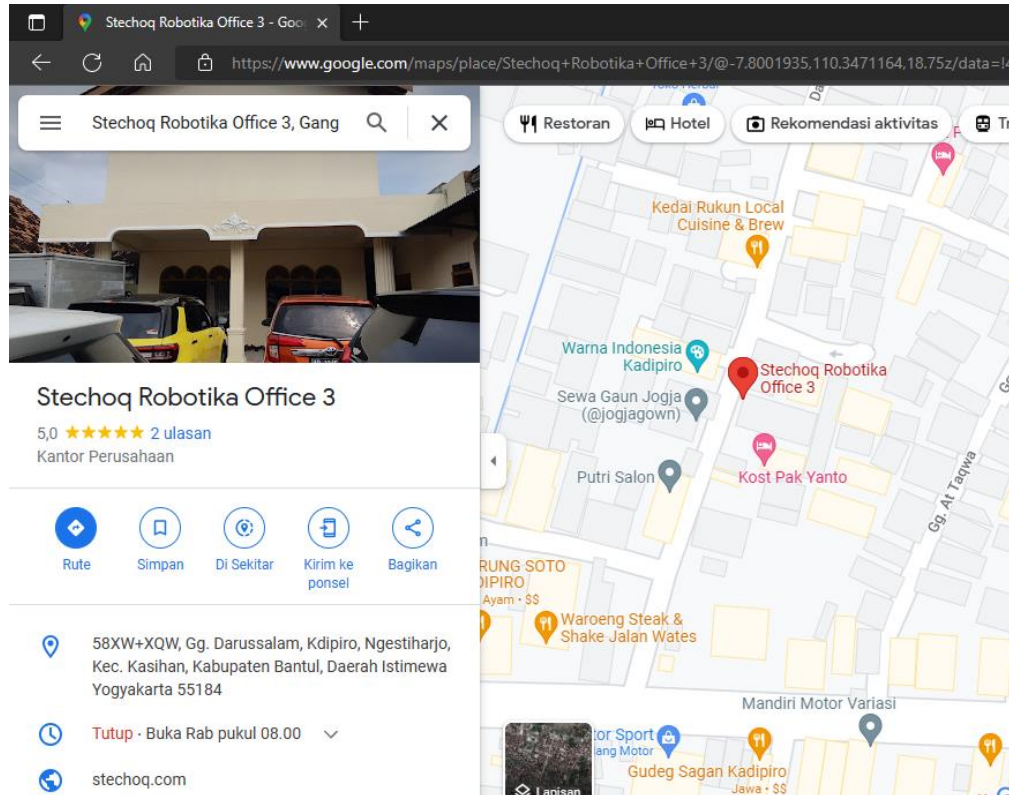 Stechoq Robotika Office 3 - Goo
https://www.google.com/maps/place/Stechoq+Robotika+Office+3/@-7.8001935,110.3471164,18.75z/data=!4
Stechoq Robotika Office 3, Gang
Restoran
Hotel
Rekomendasi aktivitas
Kedai Rukun Local
Cuisine & Brew
Warna Indonesia
Kadipiro
Stechoq Robotika
Office 3
Sewa Gaun Jogja
(@jogjagown)
Putri Salon
Kost Pak Yanto
Gg. At Taqwa
RUNG SOTO
DIPIRO
Ayam · $$
Waroeng Steak &
Shake Jalan Wates
Mandiri Motor Variasi
tor Sport
ang Motor
Gudeg Sagan Kadipiro
Jawa · $$
Lapisan
Stechoq Robotika Office 3
5,0 ★★★★★ 2 ulasan
Kantor Perusahaan
Rute
Simpan
Di Sekitar
Kirim ke
ponsel
Bagikan
58XW+XQW, Gg. Darussalam, Kdipiro, Ngestiharjo,
Kec. Kasihan, Kabupaten Bantul, Daerah Istimewa
Yogyakarta 55184
Tutup · Buka Rab pukul 08.00
stechoq.com